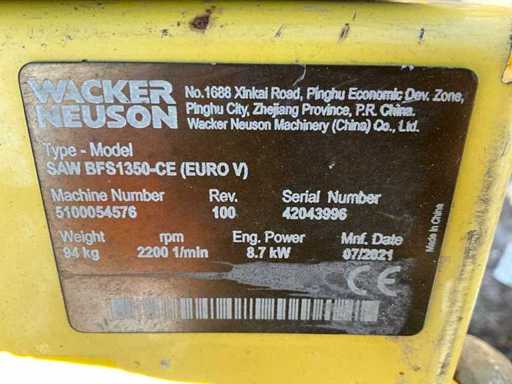 WACKER NEUSON
No.1688 Xinkai Road, Pinghu Economic Dev. Zone,
Pinghu City, Zhejiang Province, P.R. China.
Wacker Neuson Machinery (China) Co., Ltd.
Type - Model
SAW BFS1350-CE (EURO V)
Machine Number Rev. Serial Number
5100054576 100 42043996
Weight rpm Eng. Power Mnf. Date
94 kg 2200 1/min 8.7 kW 07/2021
CE
Made in China